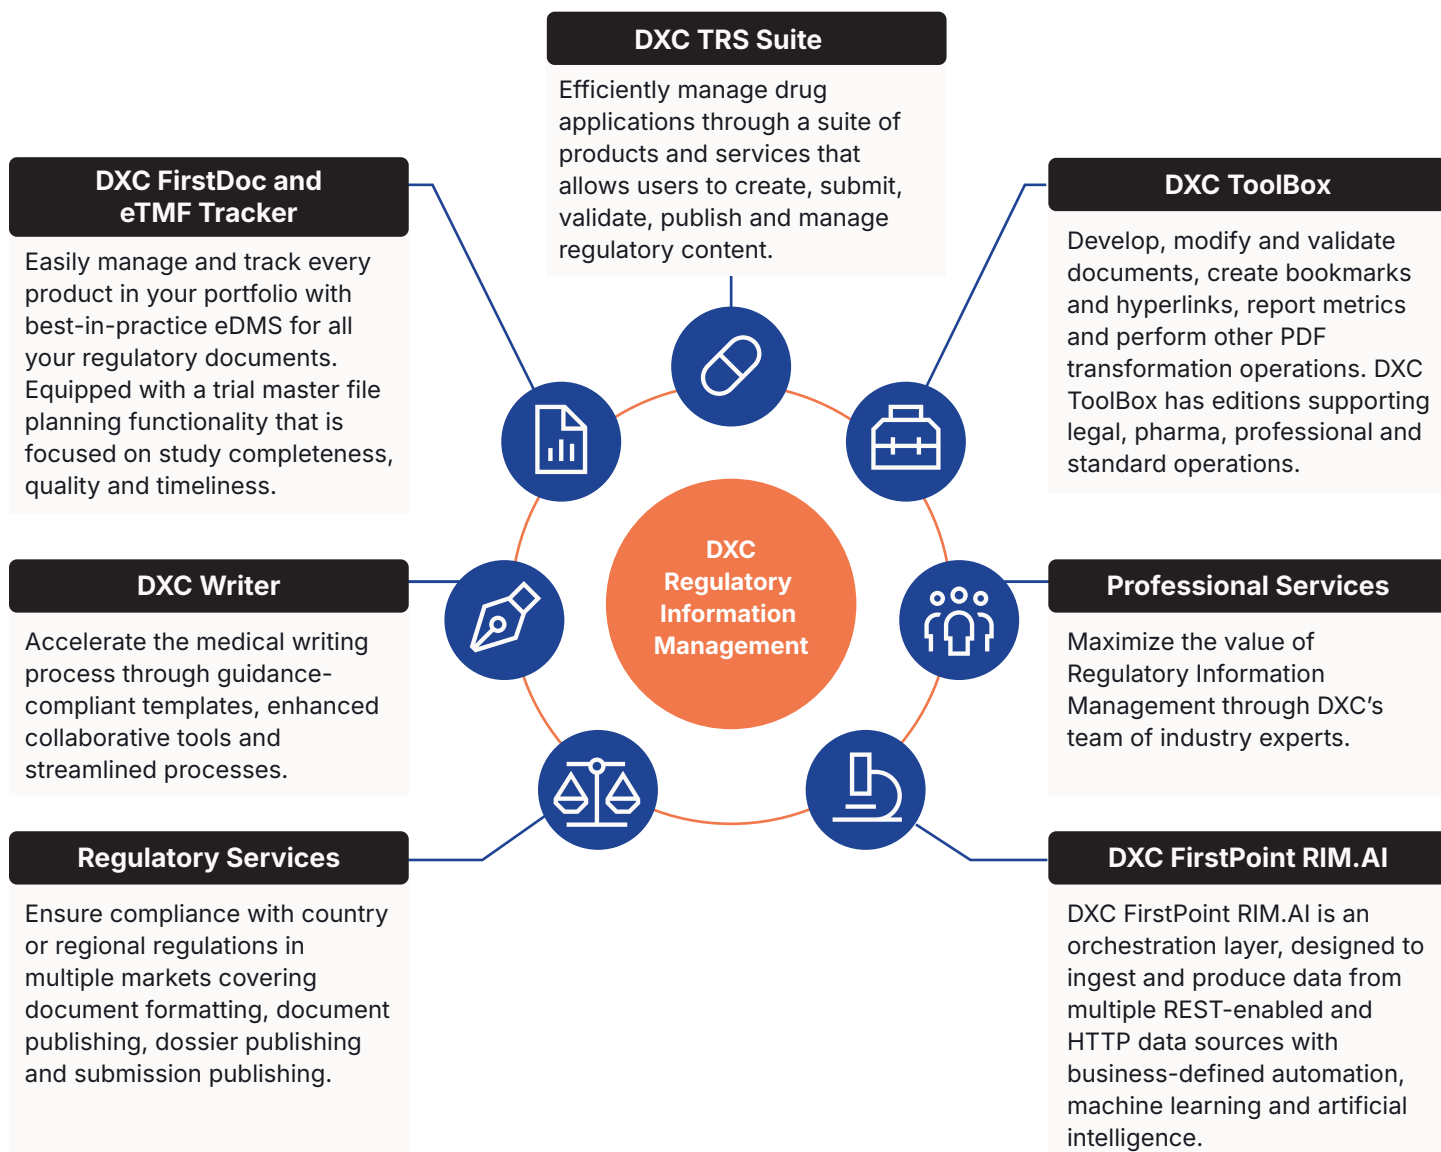 DXC TRS Suite
Efficiently manage drug
applications through a suite of
products and services that
allows users to create, submit,
validate, publish and manage
regulatory content.
DXC FirstDoc and
eTMF Tracker
Easily manage and track every
product in your portfolio with
best-in-practice eDMS for all
your regulatory documents.
Equipped with a trial master file
planning functionality that is
focused on study completeness,
quality and timeliness.
DXC ToolBox
Develop, modify and validate
documents, create bookmarks
and hyperlinks, report metrics
and perform other PDF
transformation operations. DXC
ToolBox has editions supporting
legal, pharma, professional and
standard operations.
DXC
Regulatory
Information
Management
DXC Writer
Accelerate the medical writing
process through guidance-
compliant templates, enhanced
collaborative tools and
streamlined processes.
Professional Services
Maximize the value of
Regulatory Information
Management through DXC’s
team of industry experts.
Regulatory Services
Ensure compliance with country
or regional regulations in
multiple markets covering
document formatting, document
publishing, dossier publishing
and submission publishing.
DXC FirstPoint RIM.AI
DXC FirstPoint RIM.AI is an
orchestration layer, designed to
ingest and produce data from
multiple REST-enabled and
HTTP data sources with
business-defined automation,
machine learning and artificial
intelligence.